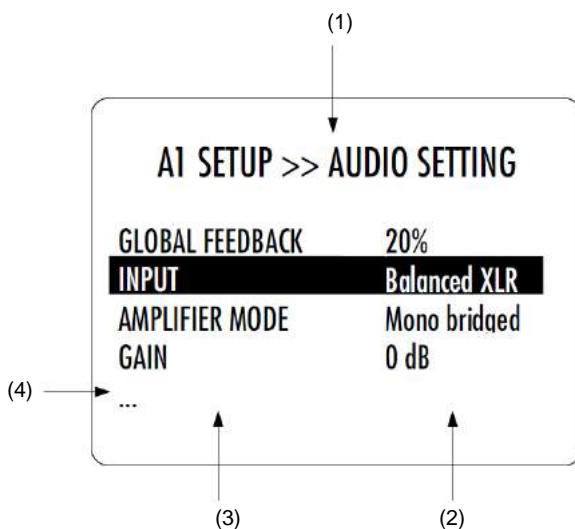 (1)
A1 SETUP >> AUDIO SETTING
GLOBAL FEEDBACK 20%
INPUT Balanced XLR
AMPLIFIER MODE Mono bridged
GAIN 0 dB
(4)
...
(3) (2)